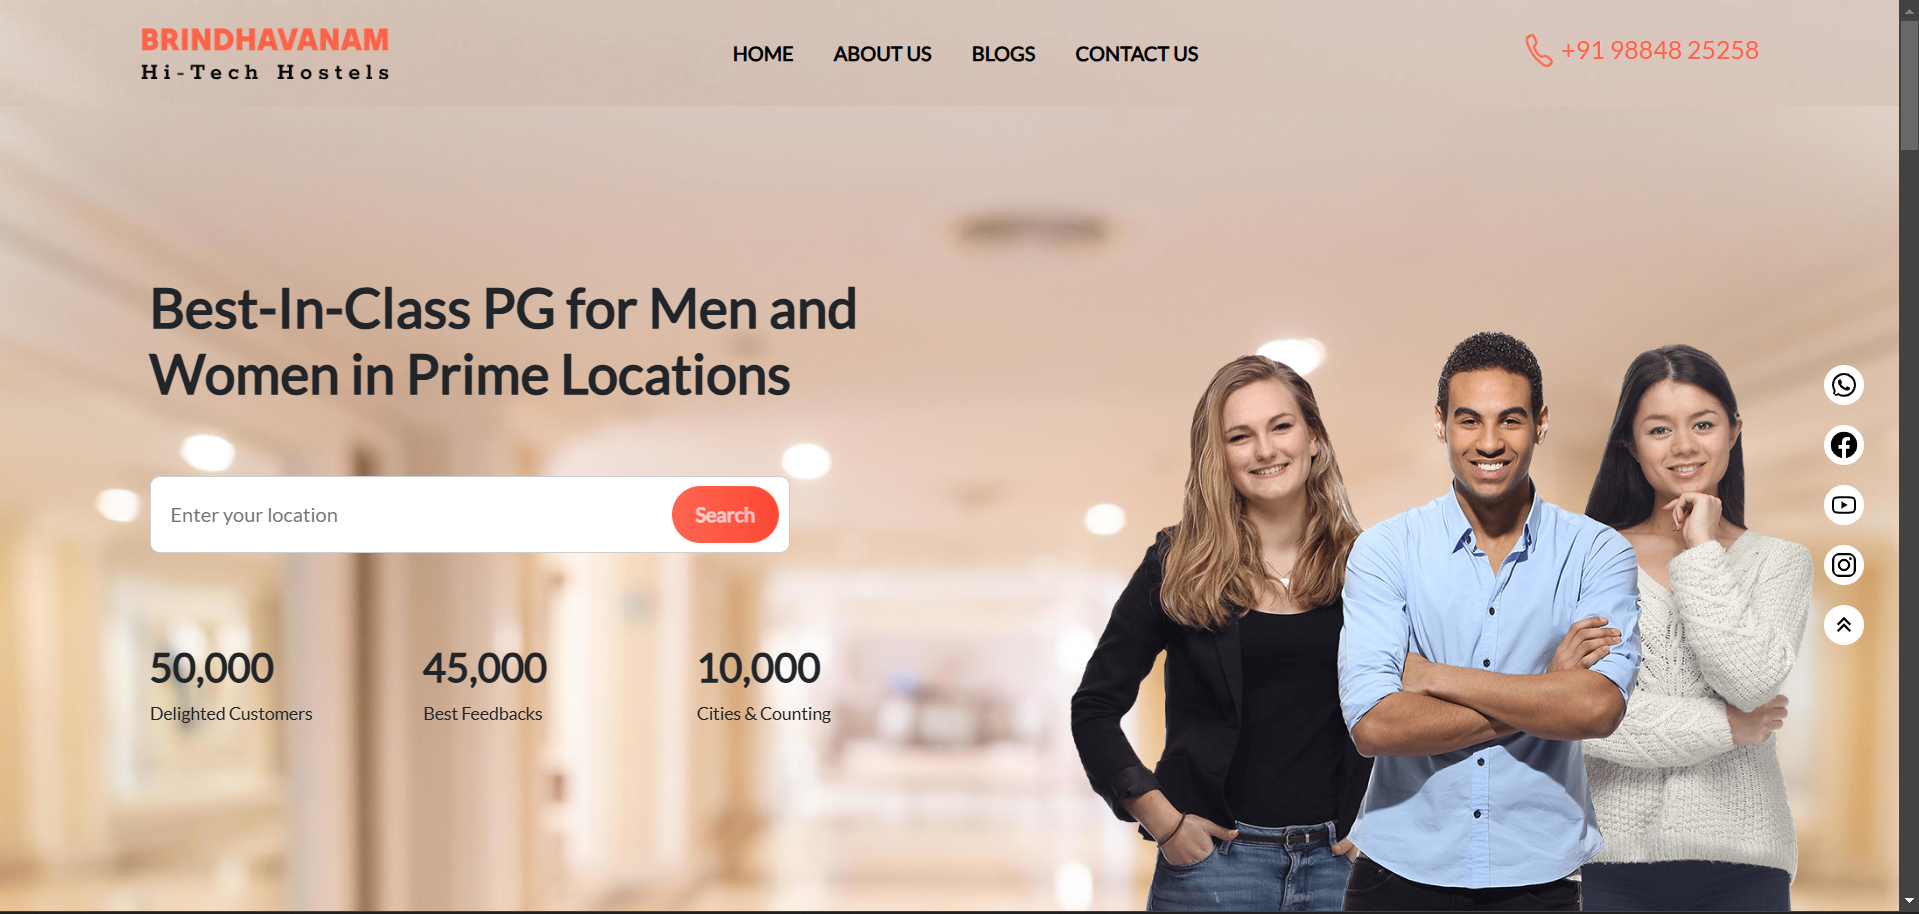 BRINDHAVANAM
Hi-Tech Hostels
HOME ABOUT US BLOGS CONTACT US
+91 98848 25258
Best-In-Class PG for Men and
Women in Prime Locations
Enter your location
Search
50,000 45,000 10,000
Delighted Customers Best Feedbacks Cities & Counting